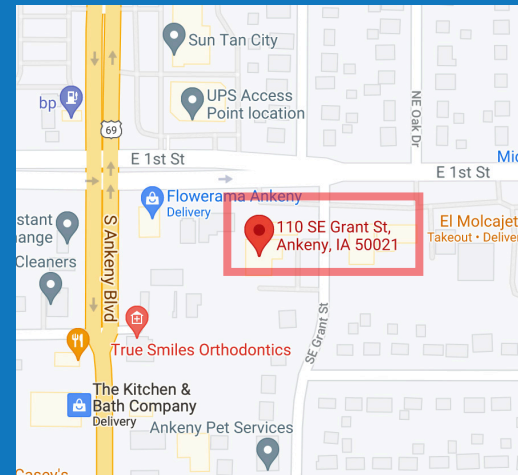 Sun Tan City
bp
UPS Access
Point location
69
NE Oak Dr
E 1st St
E 1st St
Mic
Flowerama Ankeny
Delivery
110 SE Grant St,
Ankeny, IA 50021
El Molcajet
Takeout • Deliver
stant
ange
Cleaners
S Ankeny Blvd
SE Grant St
True Smiles Orthodontics
The Kitchen &
Bath Company
Delivery
Ankeny Pet Services
Casey's